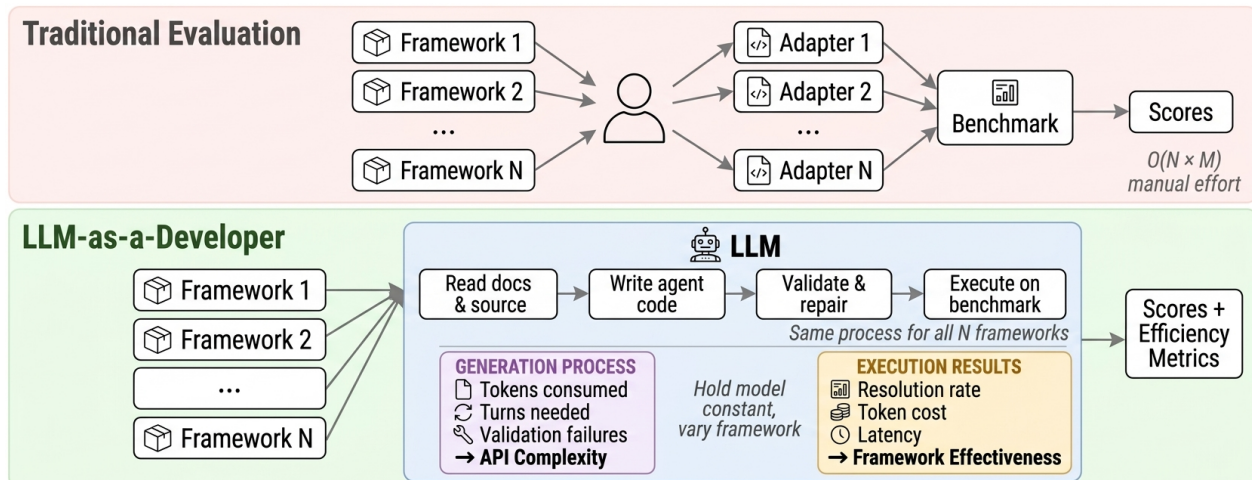 Traditional Evaluation
Framework 1
Framework 2
...
Framework N
Adapter 1
Adapter 2
...
Adapter N
Benchmark
Scores
O(N × M)
manual effort
LLM-as-a-Developer
Framework 1
Framework 2
...
Framework N
LLM
Read docs
& source
Write agent
code
Validate &
repair
Execute on
benchmark
Same process for all N frameworks
GENERATION PROCESS
Tokens consumed
Turns needed
Validation failures
→ API Complexity
Hold model
constant,
vary framework
EXECUTION RESULTS
Resolution rate
Token cost
Latency
→ Framework Effectiveness
Scores +
Efficiency
Metrics